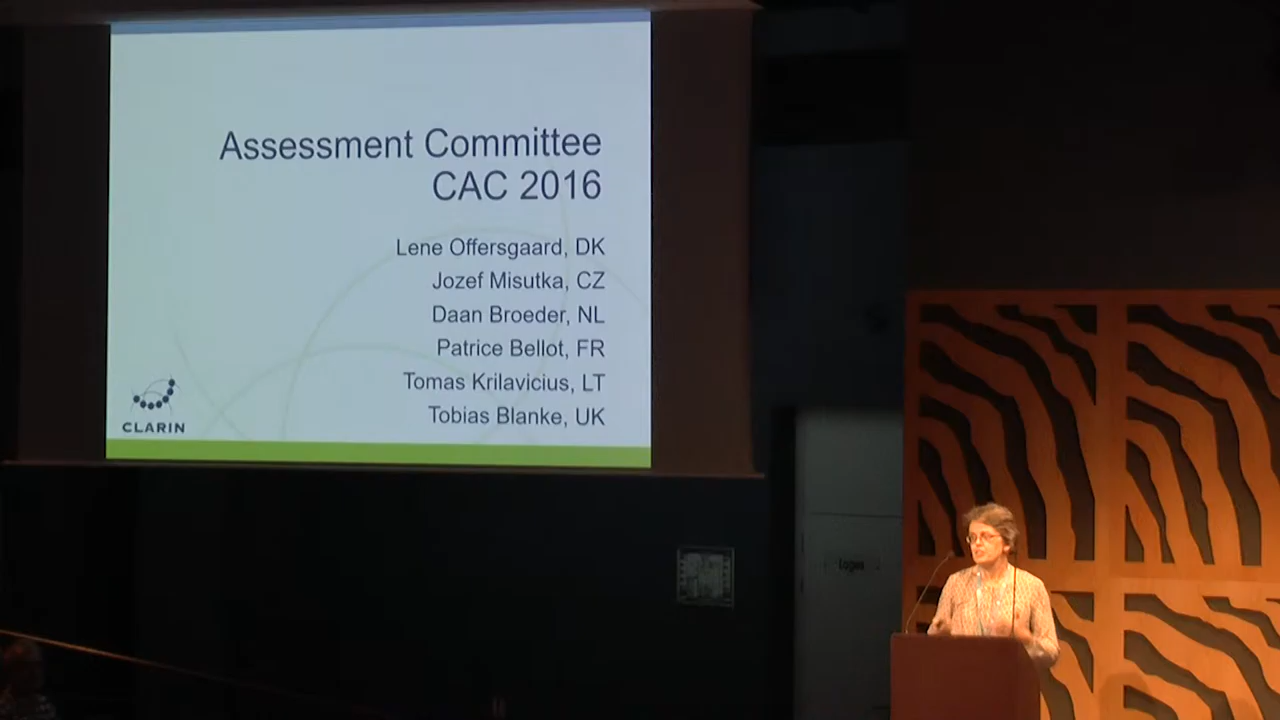 Assessment Committee
CAC 2016
Lene Offersgaard, DK
Jozef Misutka, CZ
Daan Broeder, NL
Patrice Bellot, FR
Tomas Krilavicius, LT
Tobias Blanke, UK
CLARIN
Logen